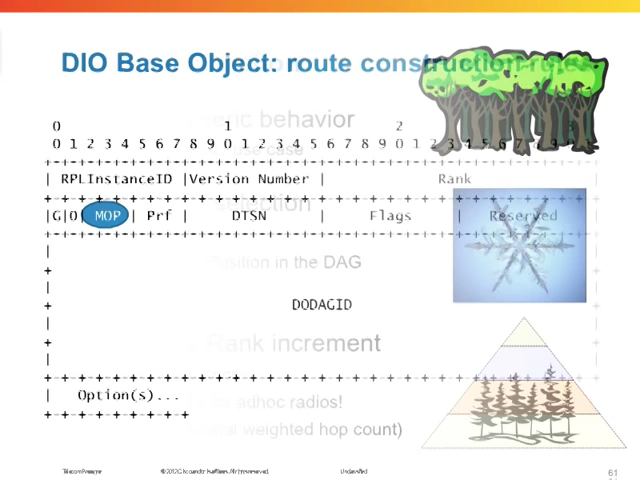 DIO Base Object: route construction rules
behavior
use case
0 1 2
0 1 2 3 4 5 6 7 8 9 0 1 2 3 4 5 6 7 8 9 0 1 2 3 4 5 6 7 8 9
+-+-+-+-+-+-+-+-+-+-+-+-+-+-+-+-+-+-+-+-+-+-+-+-+-+-+-+-+-+-+-+-+
| RPLInstanceID |Version Number | Rank
+-+-+-+-+-+-+-+-+-+-+-+-+-+-+-+-+-+-+-+-+-+-+-+-+-+-+-+-+-+-+-+-+
|G|O| MOP | Prf | DTSN | Flags | Reserved |
+-+-+-+-+-+-+-+-+-+-+-+-+-+-+-+-+-+-+-+-+-+-+-+-+-+-+-+-+-+-+-+-+
position in the DAG
DODAGID
Rank increment
+-+-+-+-+-+-+-+-+-+-+-+-+-+-+-+-+-+-+-+-+-+-+-+-+-+-+-+-+-+-+-+-+
| Option(s)...
adhoc radios!
+-+-+-+-+-+-+-+-+
weighted hop count)
Unclassified
61